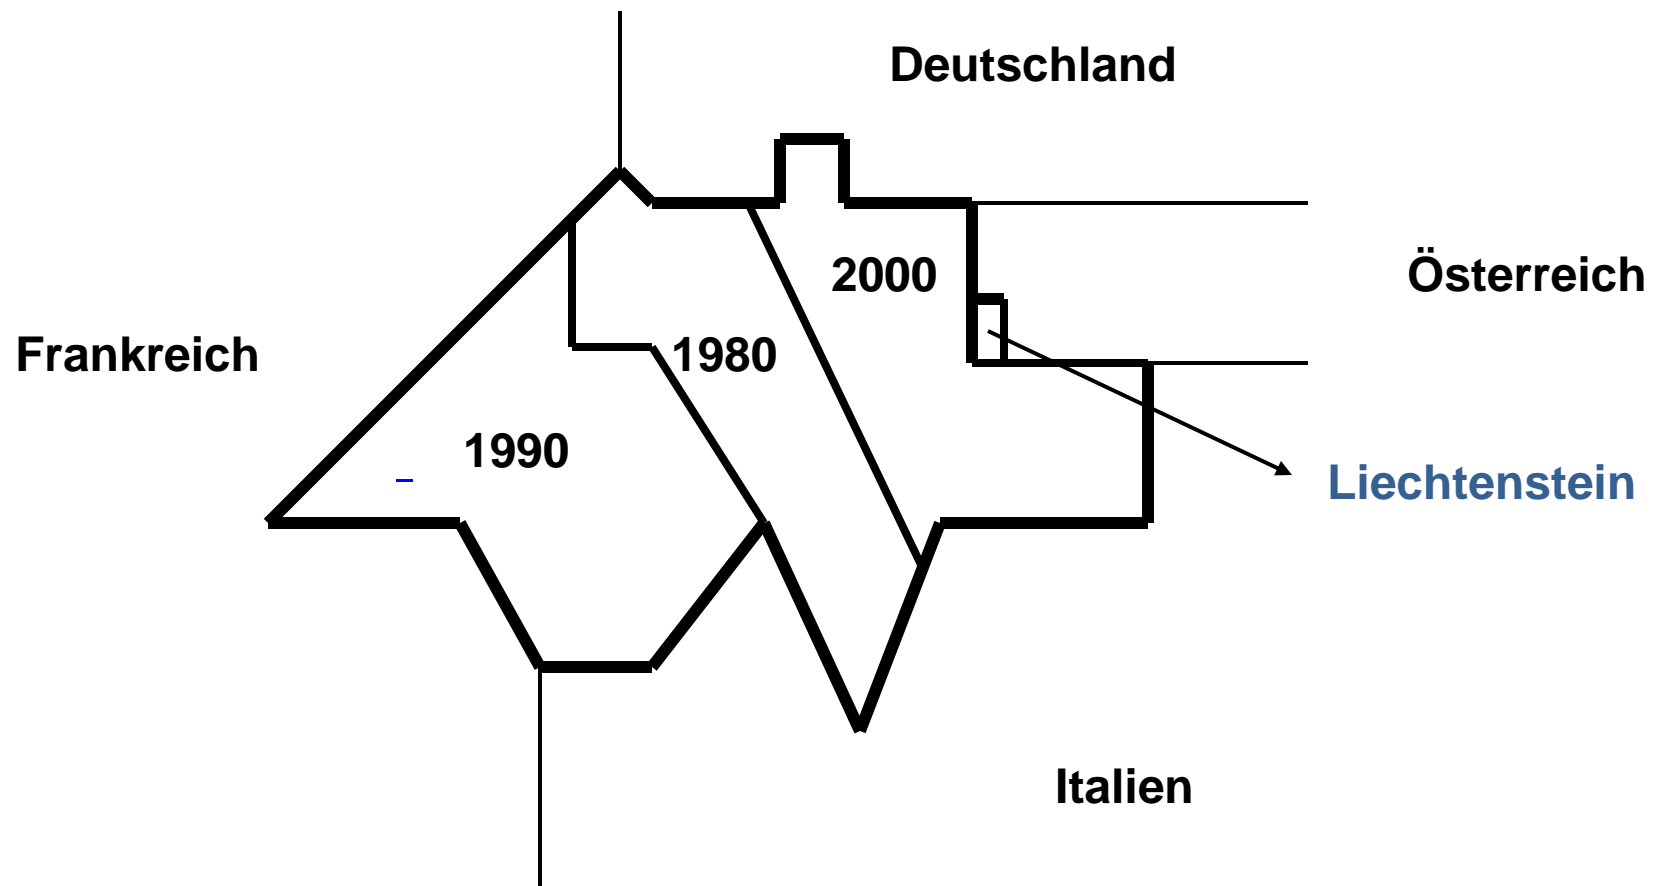 Deutschland
2000
Österreich
Frankreich
1980
1990
Liechtenstein
Italien